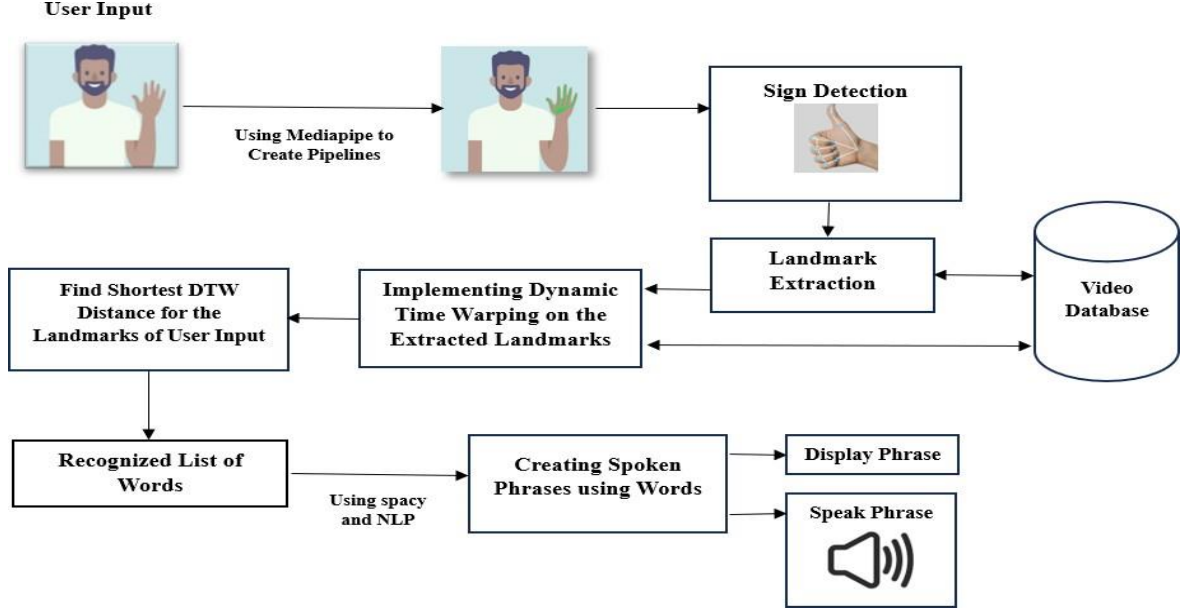 User Input
Using Mediapipe to
Create Pipelines
Sign Detection
Landmark
Extraction
Video
Database
Implementing Dynamic
Time Warping on the
Extracted Landmarks
Find Shortest DTW
Distance for the
Landmarks of User Input
Recognized List of
Words
Using spacy
and NLP
Creating Spoken
Phrases using Words
Display Phrase
Speak Phrase